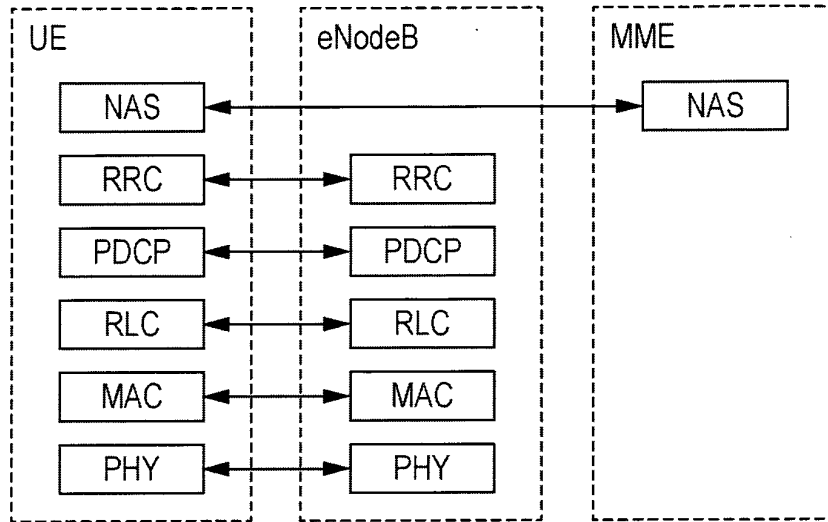 UE eNodeB MME
NAS NAS
RRC RRC
PDCP PDCP
RLC RLC
MAC MAC
PHY PHY